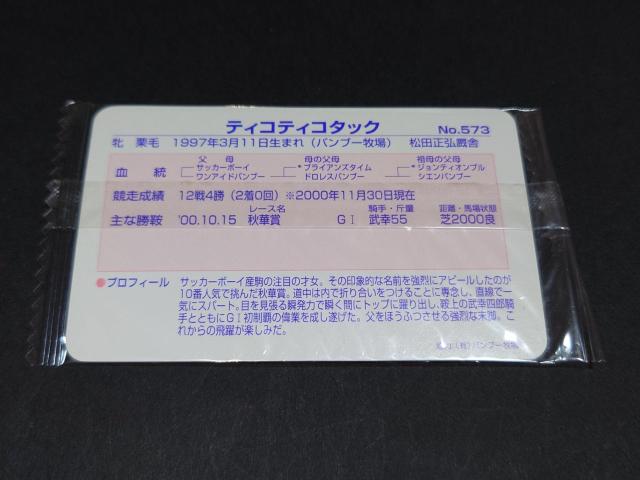 ティコティコタック No.573
牝 栗毛 1997年3月11日生まれ(バンブー牧場) 松田正弘厩舎
父 母 母の父母 祖母の父母
血統 サッカーボーイ *ブライアンズタイム *ジョンティオンブル
ワンアイドバンブー ドロレスバンブー シエンバンブー
競走成績 12戦4勝(2着0回) ※2000年11月30日現在
レース名 騎手・斤量 距離・馬場状態
主な勝鞍 '00.10.15 秋華賞 GI 武幸55 芝2000良
●プロフィール サッカーボーイ産駒の注目の才女。その印象的な名前を強烈にアピールしたのが
10番人気で挑んだ秋華賞。道中は内で折り合いをつけることに専念し、直線で一
気にスパート。目を見張る瞬発力で瞬く間にトップに躍り出し、鞍上の武幸四郎騎
手とともにGI初制覇の偉業を成し遂げた。父をほうふつさせる強烈な末脚。こ
れからの飛躍が楽しみだ。
(有)バンブー牧場